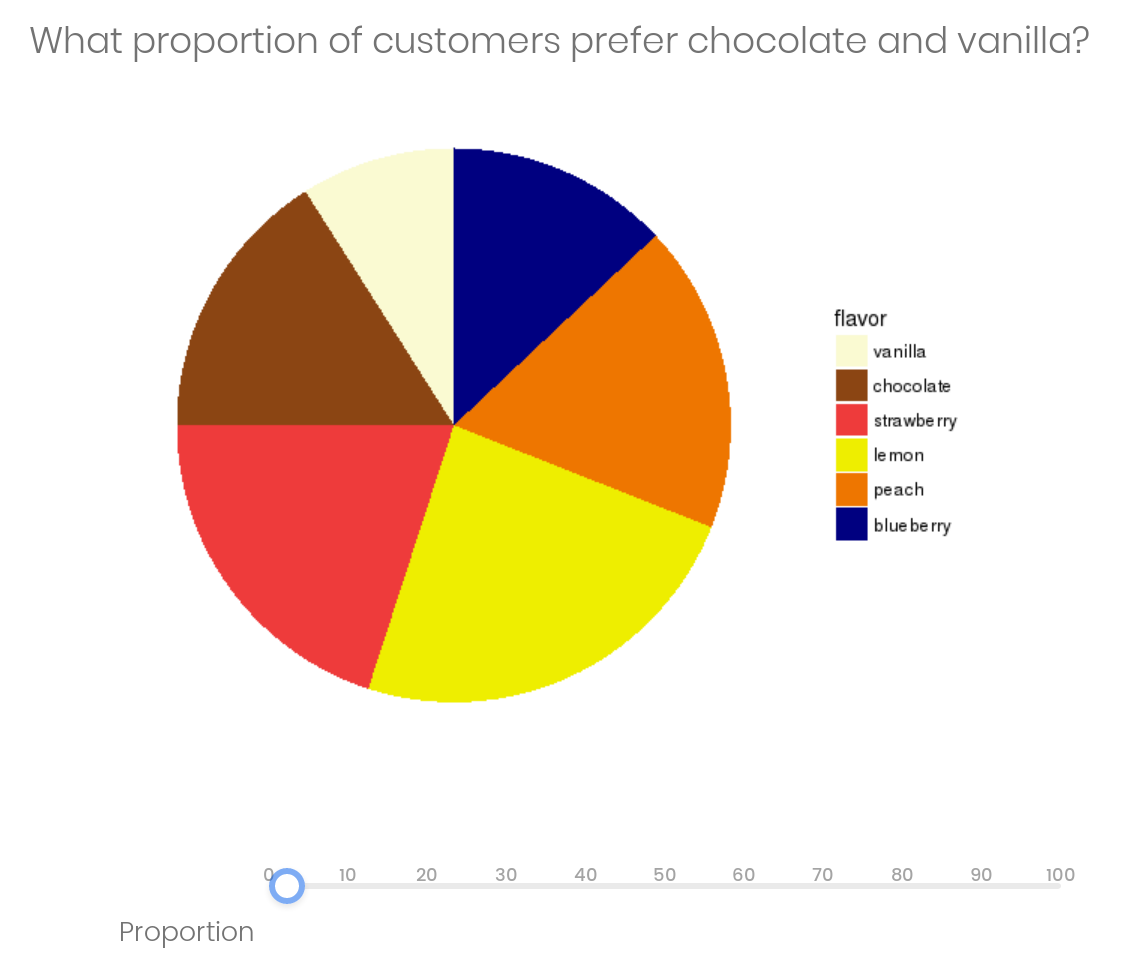 What proportion of customers prefer chocolate and vanilla?
flavor
vanilla
chocolate
strawberry
lemon
peach
blueberry
0 10 20 30 40 50 60 70 80 90 100
Proportion